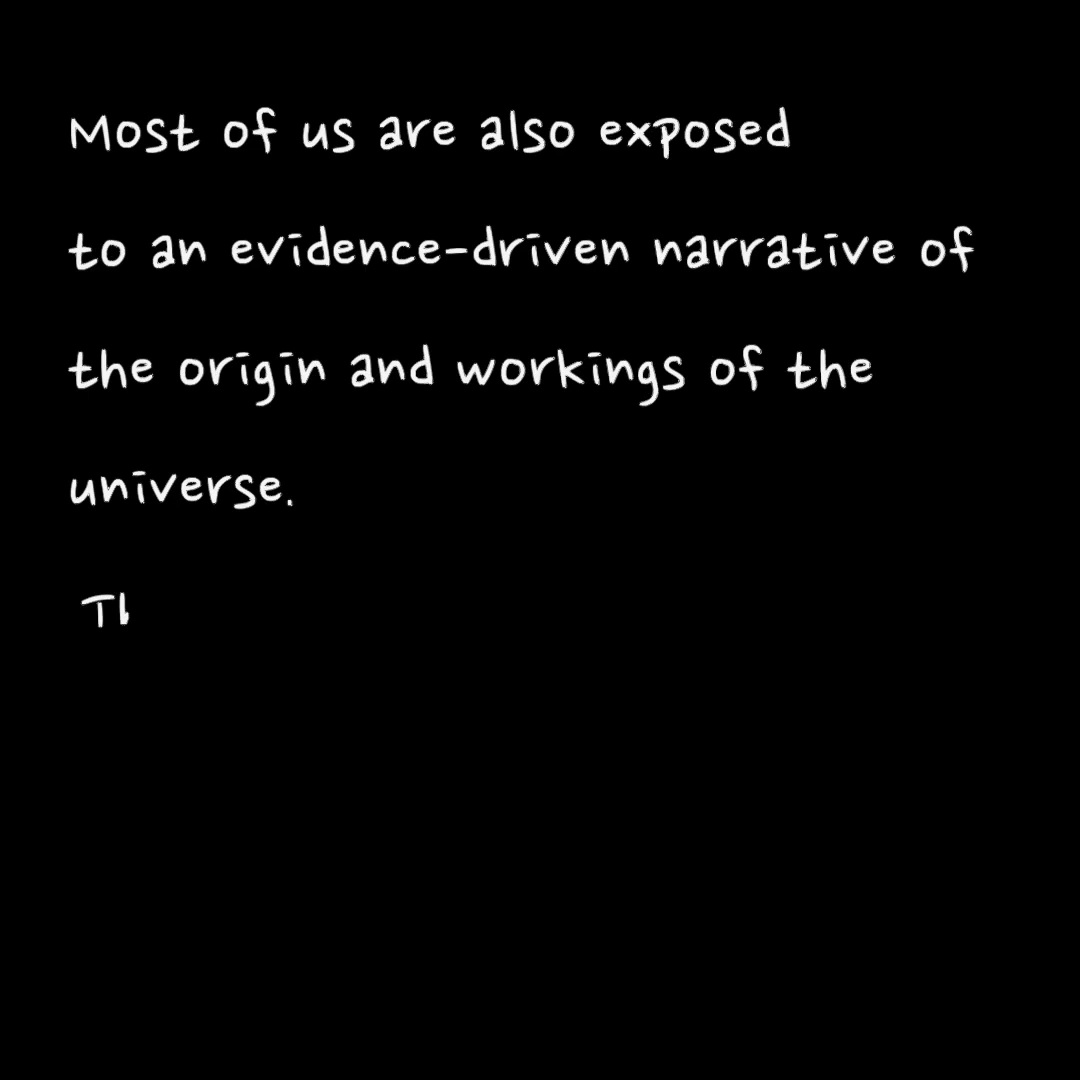 Most of us are also exposed
to an evidence-driven narrative of
the origin and workings of the
universe.